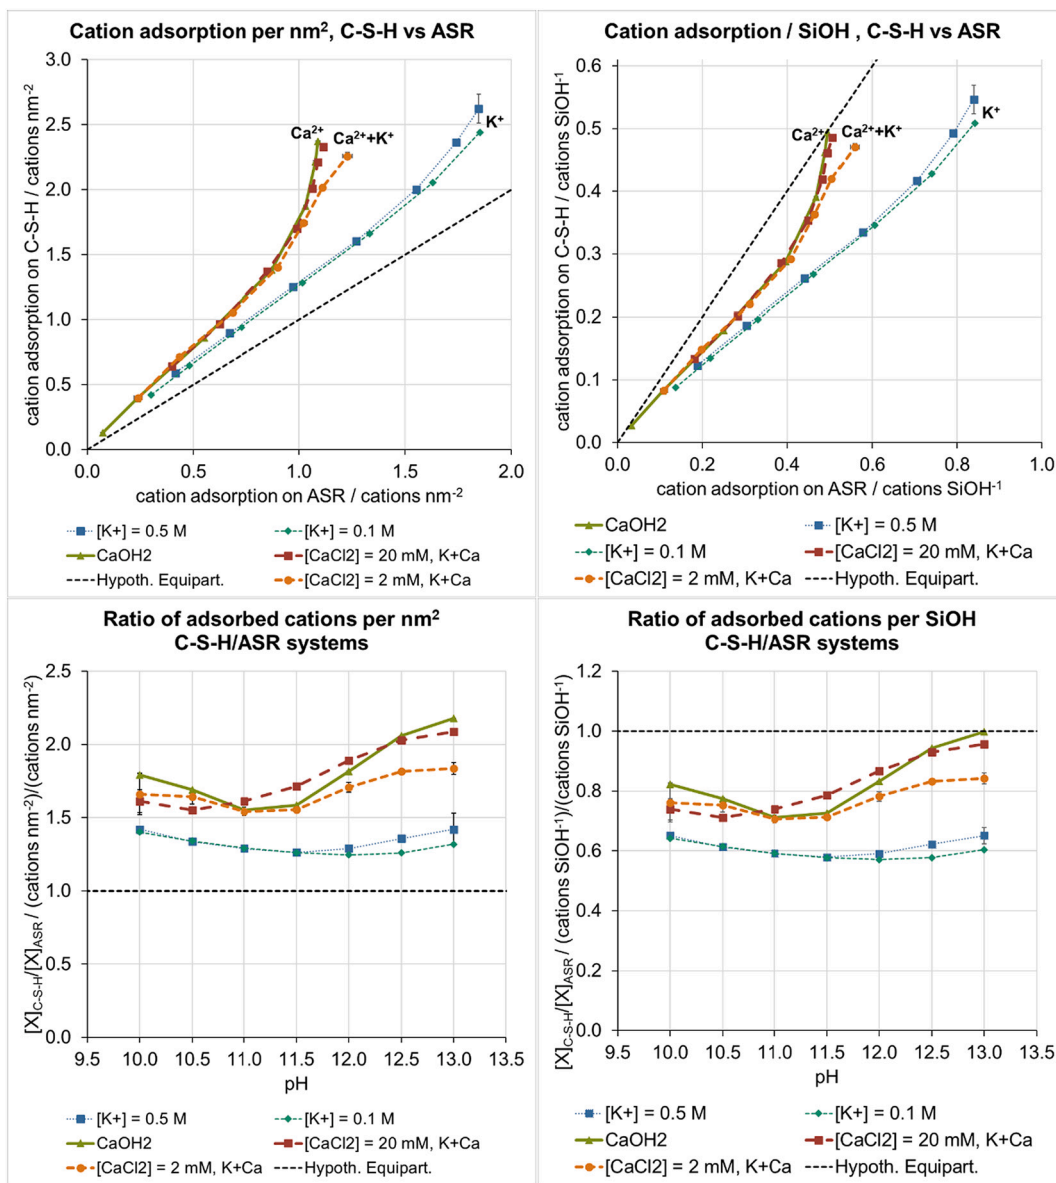 Cation adsorption per nm², C-S-H vs ASR
cation adsorption on C-S-H / cations nm⁻²
3.0
2.5
2.0
1.5
1.0
0.5
0.0
Ca²⁺
Ca²⁺+K⁺
K⁺
0.0 0.5 1.0 1.5 2.0
cation adsorption on ASR / cations nm⁻²
[K+] = 0.5 M
[K+] = 0.1 M
CaOH2
[CaCl2] = 20 mM, K+Ca
Hypoth. Equipart.
[CaCl2] = 2 mM, K+Ca
Cation adsorption / SiOH , C-S-H vs ASR
cation adsorption on C-S-H / cations SiOH⁻¹
0.6
0.5
0.4
0.3
0.2
0.1
0.0
Ca²⁺
Ca²⁺+K⁺
K⁺
0.0 0.2 0.4 0.6 0.8 1.0
cation adsorption on ASR / cations SiOH⁻¹
CaOH2
[K+] = 0.5 M
[K+] = 0.1 M
[CaCl2] = 20 mM, K+Ca
[CaCl2] = 2 mM, K+Ca
Hypoth. Equipart.
Ratio of adsorbed cations per nm²
C-S-H/ASR systems
[X]C-S-H/[X]ASR / (cations nm⁻²)/(cations nm⁻²)
2.5
2.0
1.5
1.0
0.5
0.0
9.5 10.0 10.5 11.0 11.5 12.0 12.5 13.0 13.5
pH
[K+] = 0.5 M
[K+] = 0.1 M
CaOH2
[CaCl2] = 20 mM, K+Ca
[CaCl2] = 2 mM, K+Ca
Hypoth. Equipart.
Ratio of adsorbed cations per SiOH
C-S-H/ASR systems
[X]C-S-H/[X]ASR / (cations SiOH⁻¹)/(cations SiOH⁻¹)
1.2
1.0
0.8
0.6
0.4
0.2
0.0
9.5 10.0 10.5 11.0 11.5 12.0 12.5 13.0 13.5
pH
[K+] = 0.5 M
[K+] = 0.1 M
CaOH2
[CaCl2] = 20 mM, K+Ca
[CaCl2] = 2 mM, K+Ca
Hypoth. Equipart.